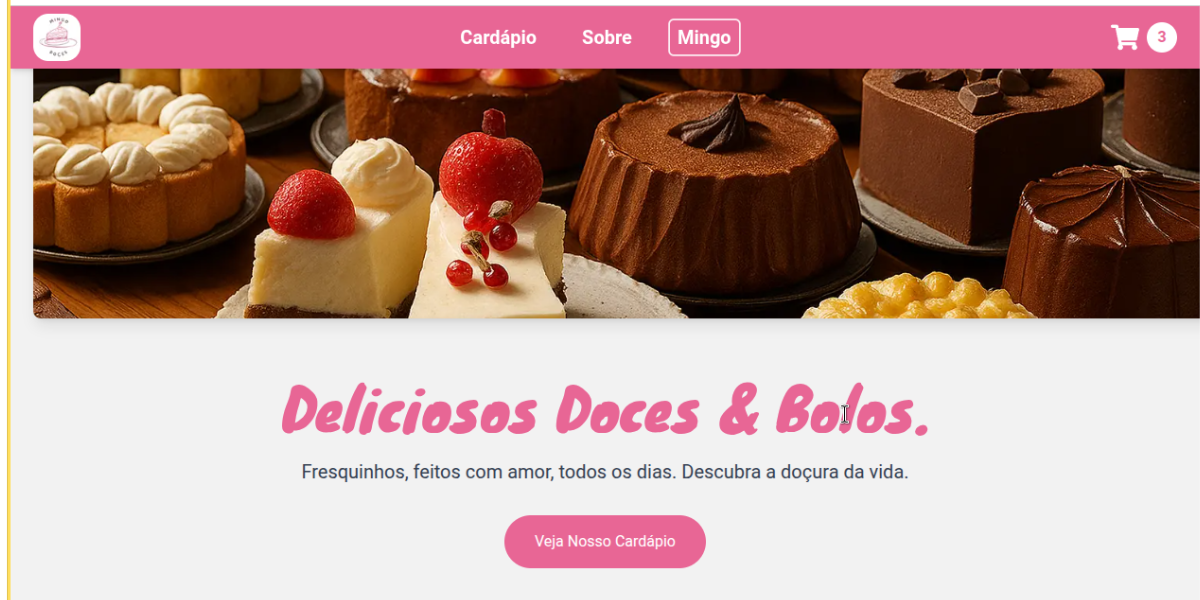 MINGO
DOCES
Cardápio
Sobre
Mingo
3
Deliciosos Doces & Bolos.
Fresquinhos, feitos com amor, todos os dias. Descubra a doçura da vida.
Veja Nosso Cardápio